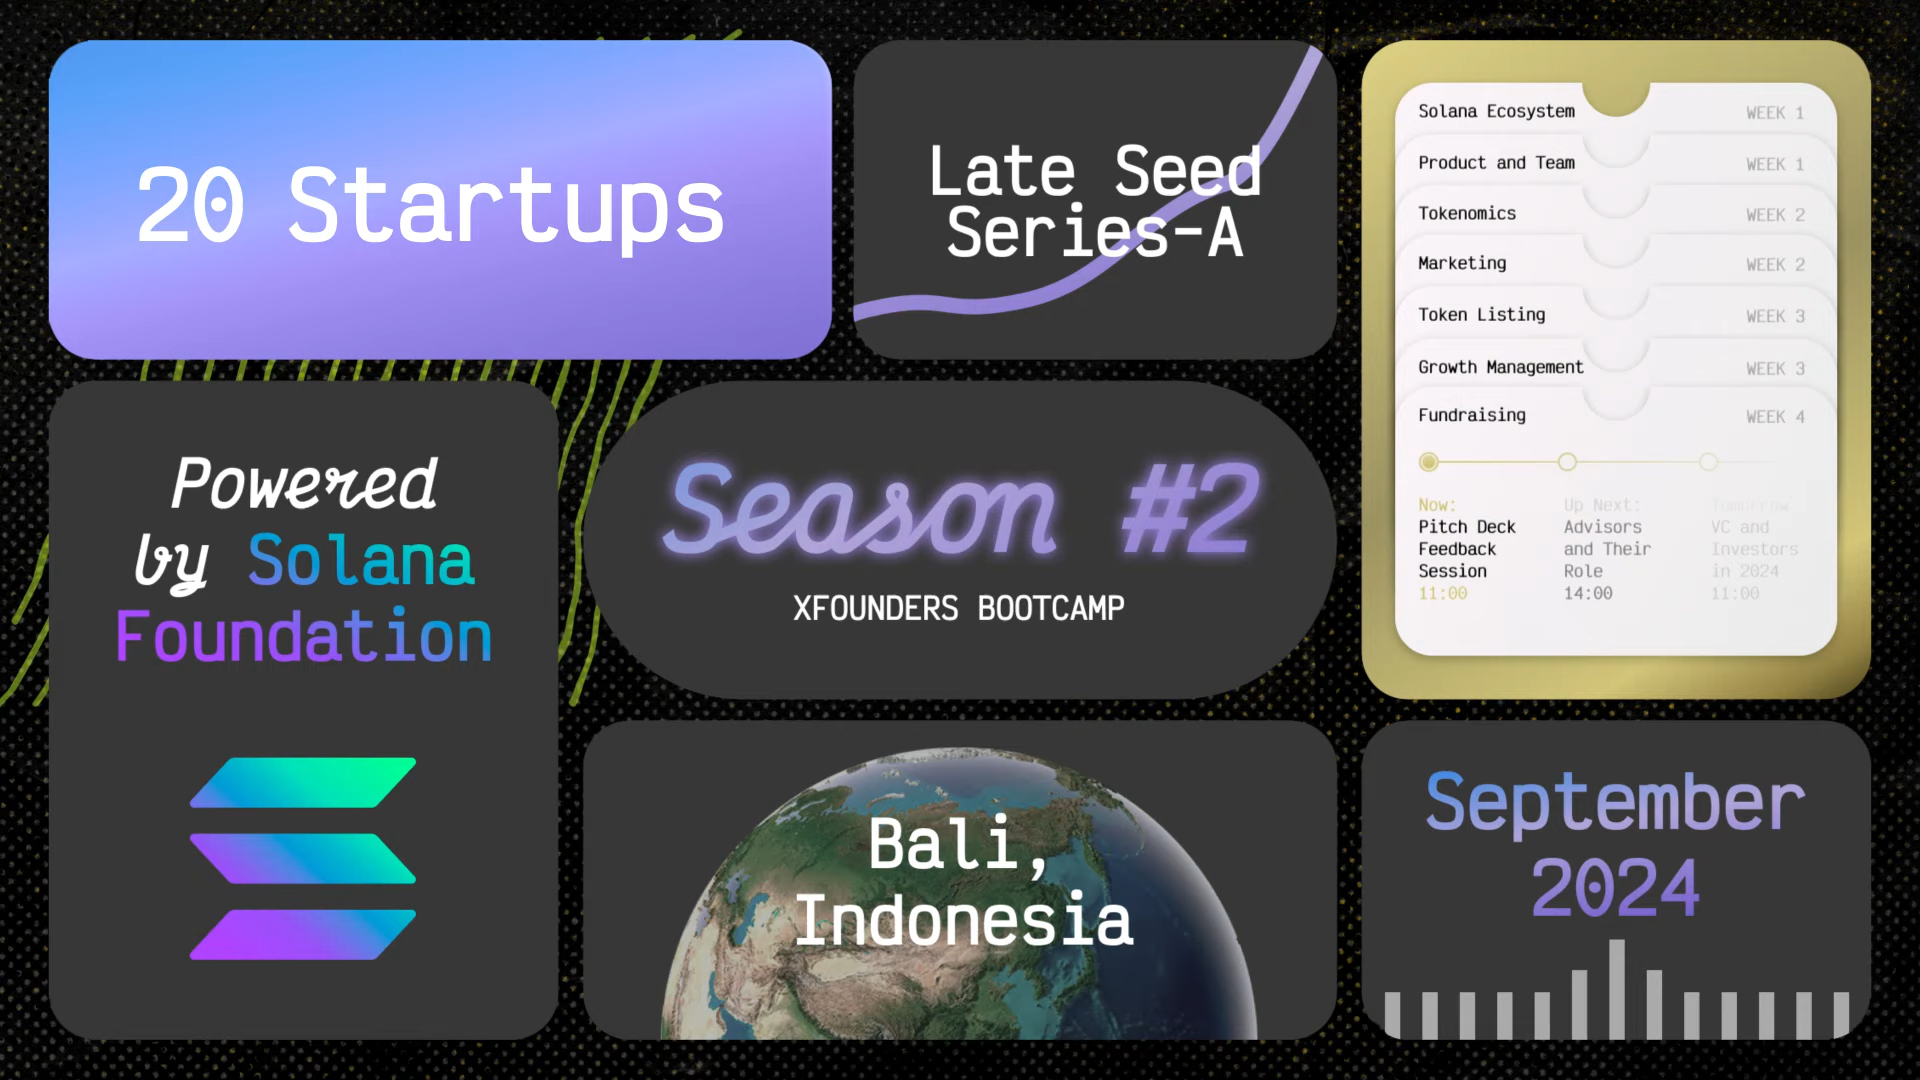 20 Startups
Late Seed
Series-A
Solana Ecosystem WEEK 1
Product and Team WEEK 1
Tokenomics WEEK 2
Marketing WEEK 2
Token Listing WEEK 3
Growth Management WEEK 3
Fundraising WEEK 4
Now:
Pitch Deck
Feedback
Session
11:00
Up Next:
Advisors
and Their
Role
14:00
Tomorrow
VC and
Investors
in 2024
11:00
Powered
by Solana
Foundation
Season #2
XFOUNDERS BOOTCAMP
Bali,
Indonesia
September
2024